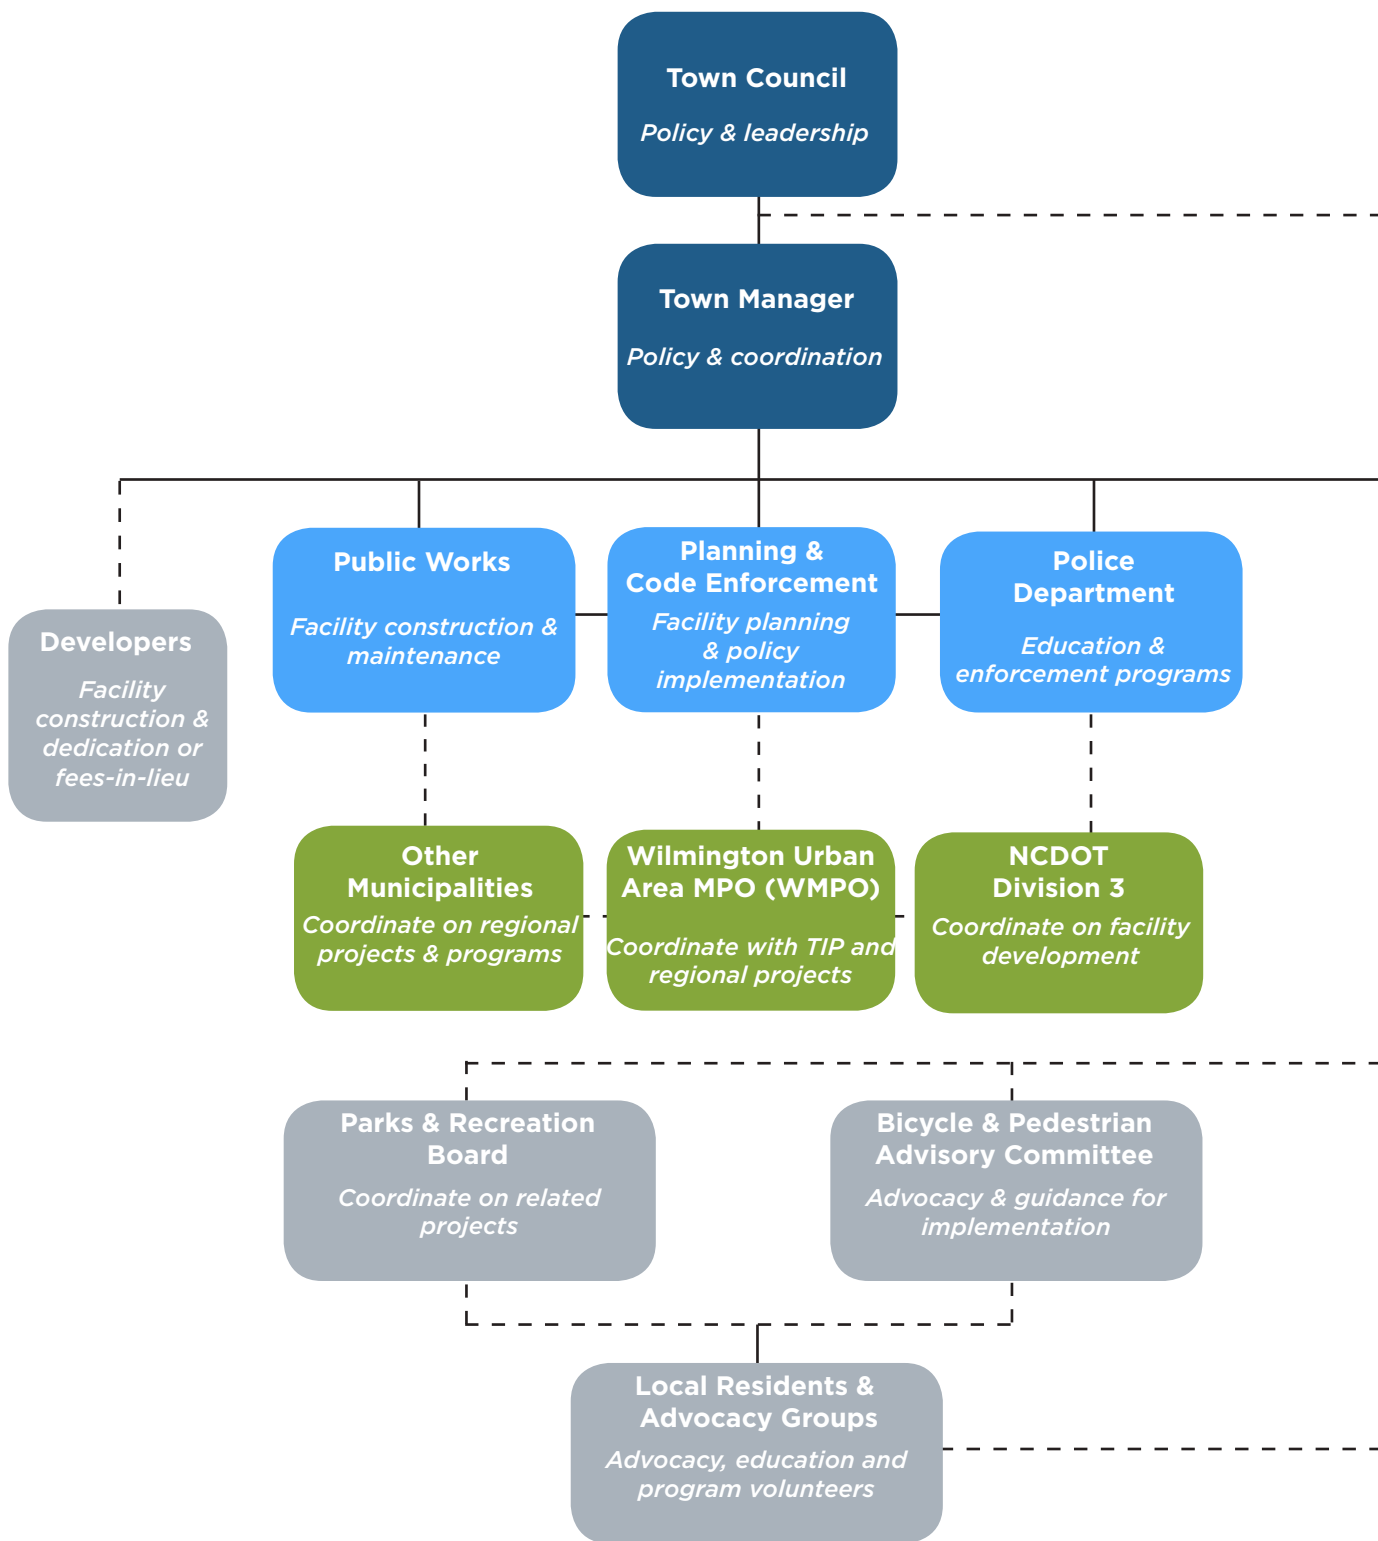 Town Council
Policy & leadership
Town Manager
Policy & coordination
Public Works
Facility construction &
maintenance
Planning &
Code Enforcement
Facility planning
& policy
implementation
Police
Department
Education &
enforcement programs
Developers
Facility
construction &
dedication or
fees-in-lieu
Other
Municipalities
Coordinate on regional
projects & programs
Wilmington Urban
Area MPO (WMPO)
Coordinate with TIP and
regional projects
NCDOT
Division 3
Coordinate on facility
development
Parks & Recreation
Board
Coordinate on related
projects
Bicycle & Pedestrian
Advisory Committee
Advocacy & guidance for
implementation
Local Residents &
Advocacy Groups
Advocacy, education and
program volunteers